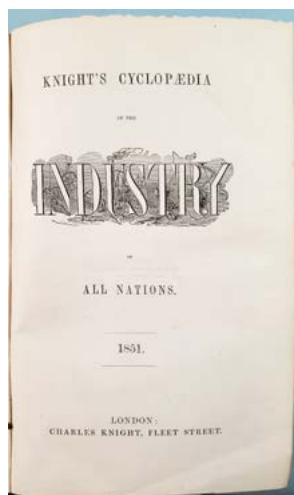 KNIGHT'S CYCLOPÆDIA
OF THE
INDUSTRY
OF
ALL NATIONS.
1851.
LONDON:
CHARLES KNIGHT, FLEET STREET.